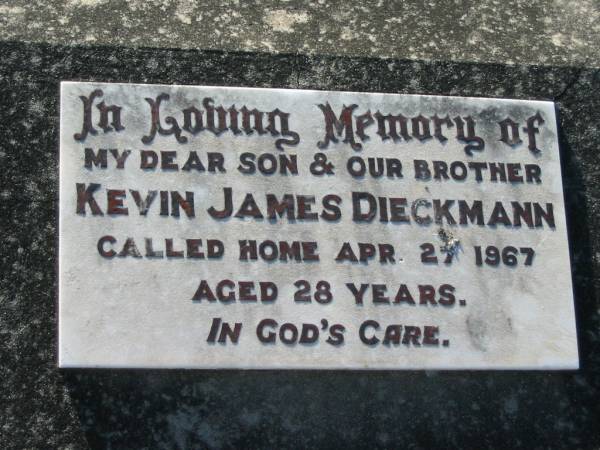 In Loving Memory of
MY DEAR SON & OUR BROTHER
KEVIN JAMES DIECKMANN
CALLED HOME APR. 27 1967
AGED 28 YEARS.
IN GOD'S CARE.